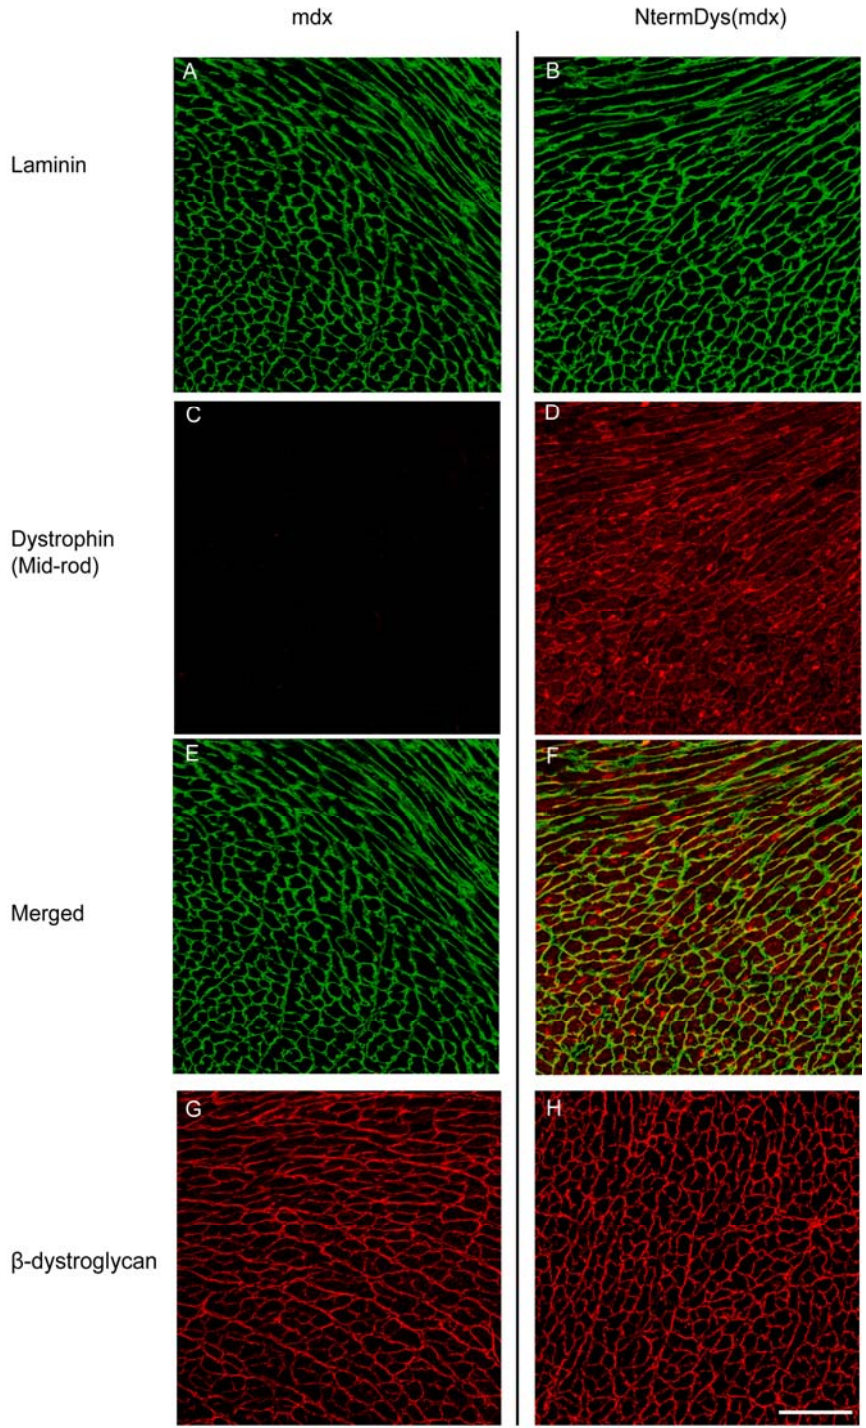 mdx
NtermDys(mdx)
A
B
Laminin
C
D
Dystrophin
(Mid-rod)
E
F
Merged
G
H
β-dystroglycan